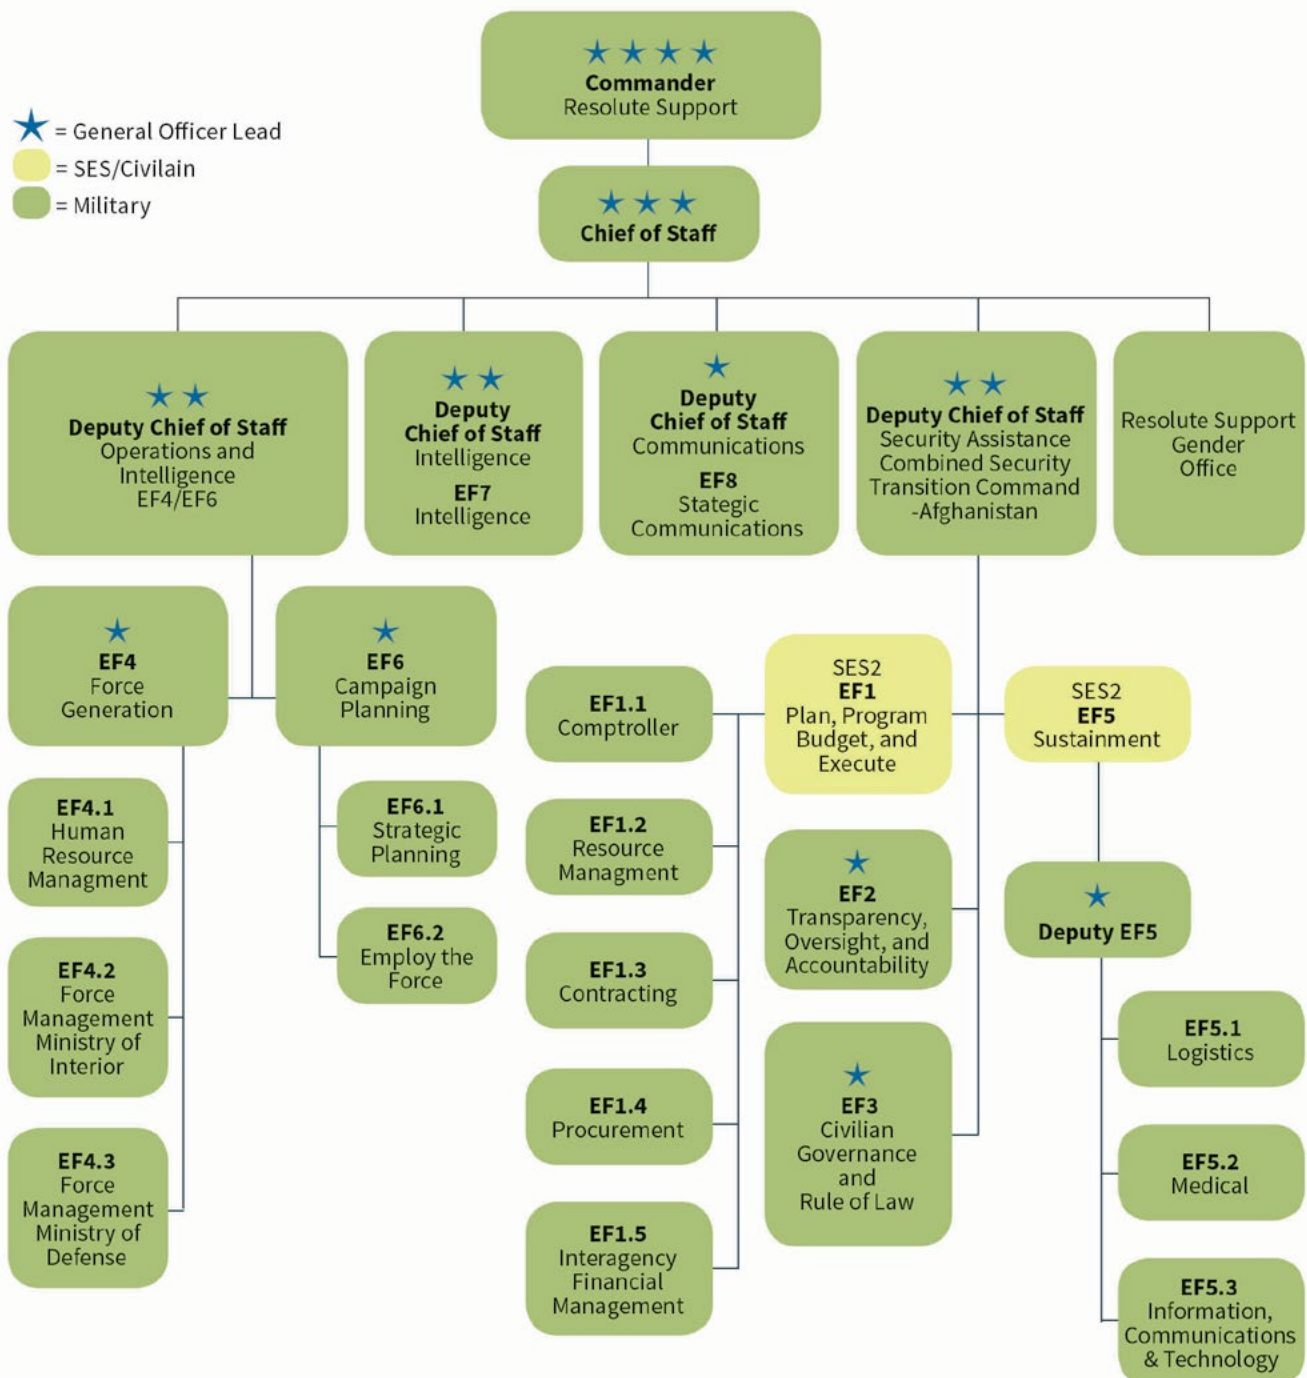 Commander
Resolute Support
= General Officer Lead
= SES/Civilain
= Military
Chief of Staff
Deputy Chief of Staff
Operations and
Intelligence
EF4/EF6
Deputy
Chief of Staff
Intelligence
EF7
Intelligence
Deputy
Chief of Staff
Communications
EF8
Stategic
Communications
Deputy Chief of Staff
Security Assistance
Combined Security
Transition Command
-Afghanistan
Resolute Support
Gender
Office
EF4
Force
Generation
EF6
Campaign
Planning
EF4.1
Human
Resource
Managment
EF4.2
Force
Management
Ministry of
Interior
EF4.3
Force
Management
Ministry of
Defense
EF6.1
Strategic
Planning
EF6.2
Employ the
Force
EF1.1
Comptroller
EF1.2
Resource
Managment
EF1.3
Contracting
EF1.4
Procurement
EF1.5
Interagency
Financial
Management
SES2
EF1
Plan, Program
Budget, and
Execute
EF2
Transparency,
Oversight, and
Accountability
EF3
Civilian
Governance
and
Rule of Law
SES2
EF5
Sustainment
Deputy EF5
EF5.1
Logistics
EF5.2
Medical
EF5.3
Information,
Communications
& Technology